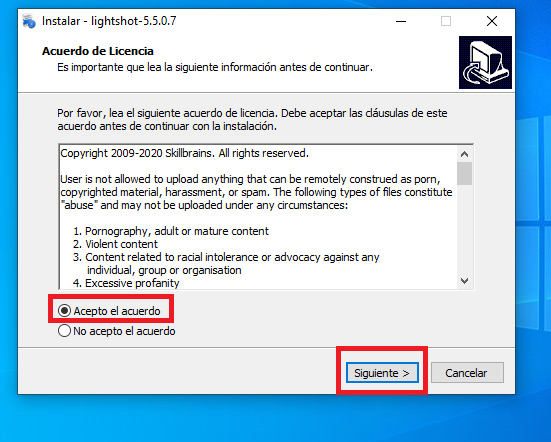 Instalar - lightshot-5.5.0.7
Acuerdo de Licencia
Es importante que lea la siguiente información antes de continuar.
Por favor, lea el siguiente acuerdo de licencia. Debe aceptar las cláusulas de este
acuerdo antes de continuar con la instalación.
Copyright 2009-2020 Skillbrains. All rights reserved.
User is not allowed to upload anything that can be remotely construed as porn,
copyrighted material, harassment, or spam. The following types of files constitute
"abuse" and may not be uploaded under any circumstances:
1. Pornography, adult or mature content
2. Violent content
3. Content related to racial intolerance or advocacy against any
individual, group or organisation
4. Excessive profanity
Acepto el acuerdo
No acepto el acuerdo
Siguiente >
Cancelar